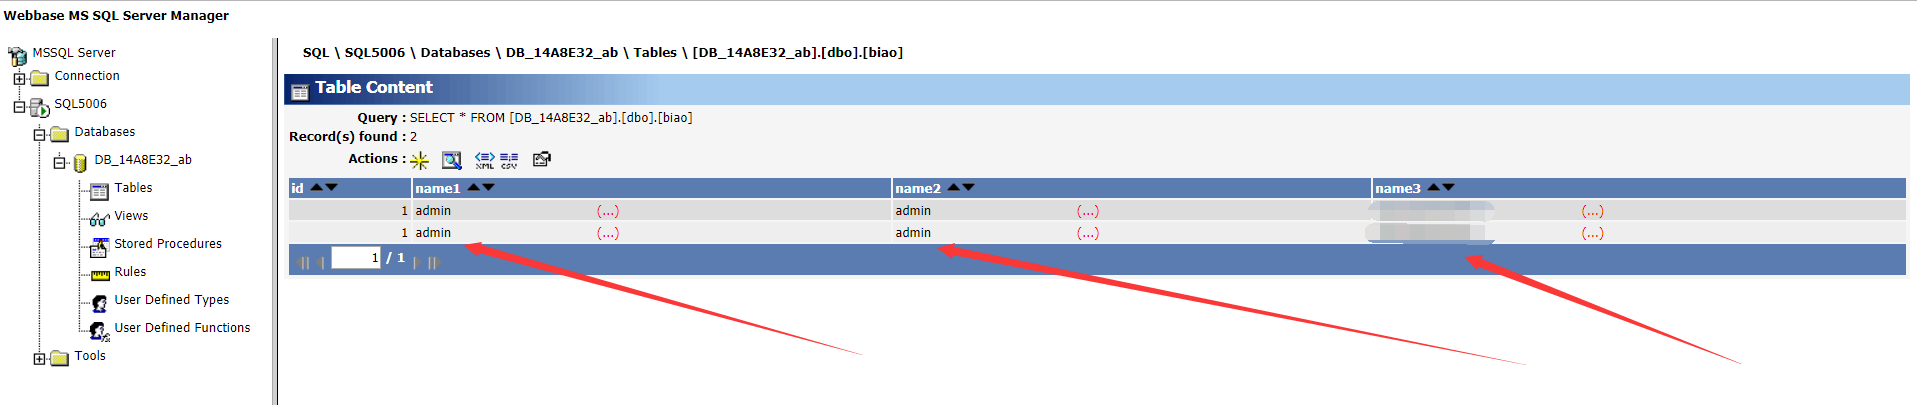 Webbase MS SQL Server Manager
MSSQL Server
Connection
SQL5006
Databases
DB_14A8E32_ab
Tables
Views
Stored Procedures
Rules
User Defined Types
User Defined Functions
Tools
SQL \ SQL5006 \ Databases \ DB_14A8E32_ab \ Tables \ [DB_14A8E32_ab].[dbo].[biao]
Table Content
Query : SELECT * FROM [DB_14A8E32_ab].[dbo].[biao]
Record(s) found : 2
Actions : XML CSV
id name1 name2 name3
1 admin (...) admin (...) (...)
1 admin (...) admin (...) (...)
1 / 1